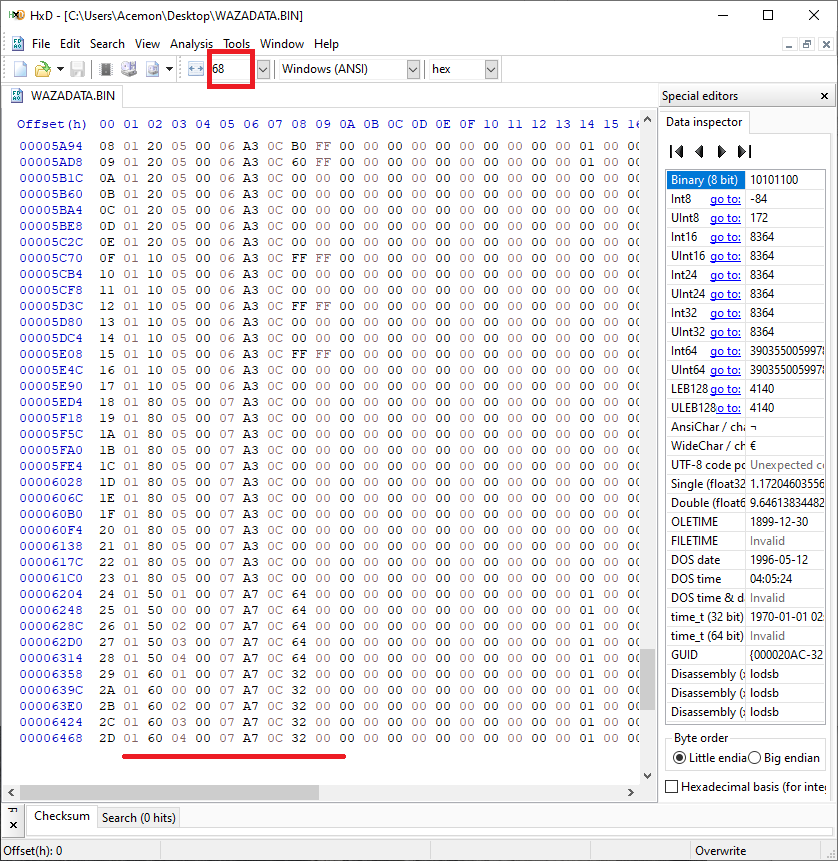 HxD - [C:\Users\Acemon\Desktop\WAZADATA.BIN]
File Edit Search View Analysis Tools Window Help
68 Windows (ANSI) hex
WAZADATA.BIN
Offset(h) 00 01 02 03 04 05 06 07 08 09 0A 0B 0C 0D 0E 0F 10 11 12 13 14 15 16
00005A94 08 01 20 05 00 06 A3 0C B0 FF 00 00 00 00 00 00 00 00 00 00 01 00 00
00005AD8 09 01 20 05 00 06 A3 0C 60 FF 00 00 00 00 00 00 00 00 00 00 01 00 00
00005B1C 0A 01 20 05 00 06 A3 0C 00 00 00 00 00 00 00 00 00 00 00 00 00 00 00
00005B60 0B 01 20 05 00 06 A3 0C 00 00 00 00 00 00 00 00 00 00 00 00 00 00 00
00005BA4 0C 01 20 05 00 06 A3 0C 00 00 00 00 00 00 00 00 00 00 00 00 00 00 00
00005BE8 0D 01 20 05 00 06 A3 0C 00 00 00 00 00 00 00 00 00 00 00 00 00 00 00
00005C2C 0E 01 20 05 00 06 A3 0C 00 00 00 00 00 00 00 00 00 00 00 00 00 00 00
00005C70 0F 01 10 05 00 06 A3 0C FF FF 00 00 00 00 00 00 00 00 00 00 00 00 00
00005CB4 10 01 10 05 00 06 A3 0C 00 00 00 00 00 00 00 00 00 00 00 00 00 00 00
00005CF8 11 01 10 05 00 06 A3 0C 00 00 00 00 00 00 00 00 00 00 00 00 00 00 00
00005D3C 12 01 10 05 00 06 A3 0C FF FF 00 00 00 00 00 00 00 00 00 00 00 00 00
00005D80 13 01 10 05 00 06 A3 0C 00 00 00 00 00 00 00 00 00 00 00 00 00 00 00
00005DC4 14 01 10 05 00 06 A3 0C 00 00 00 00 00 00 00 00 00 00 00 00 00 00 00
00005E08 15 01 10 05 00 06 A3 0C FF FF 00 00 00 00 00 00 00 00 00 00 00 00 00
00005E4C 16 01 10 05 00 06 A3 0C 00 00 00 00 00 00 00 00 00 00 00 00 00 00 00
00005E90 17 01 10 05 00 06 A3 0C 00 00 00 00 00 00 00 00 00 00 00 00 00 00 00
00005ED4 18 01 80 05 00 07 A3 0C 00 00 00 00 00 00 00 00 00 00 00 00 00 00 00
00005F18 19 01 80 05 00 07 A3 0C 00 00 00 00 00 00 00 00 00 00 00 00 00 00 00
00005F5C 1A 01 80 05 00 07 A3 0C 00 00 00 00 00 00 00 00 00 00 00 00 00 00 00
00005FA0 1B 01 80 05 00 07 A3 0C 00 00 00 00 00 00 00 00 00 00 00 00 00 00 00
00005FE4 1C 01 80 05 00 07 A3 0C 00 00 00 00 00 00 00 00 00 00 00 00 00 00 00
00006028 1D 01 80 05 00 07 A3 0C 00 00 00 00 00 00 00 00 00 00 00 00 00 00 00
0000606C 1E 01 80 05 00 07 A3 0C 00 00 00 00 00 00 00 00 00 00 00 00 00 00 00
000060B0 1F 01 80 05 00 07 A3 0C 00 00 00 00 00 00 00 00 00 00 00 00 00 00 00
000060F4 20 01 80 05 00 07 A3 0C 00 00 00 00 00 00 00 00 00 00 00 00 00 00 00
00006138 21 01 80 05 00 07 A3 0C 00 00 00 00 00 00 00 00 00 00 00 00 00 00 00
0000617C 22 01 80 05 00 07 A3 0C 00 00 00 00 00 00 00 00 00 00 00 00 00 00 00
000061C0 23 01 80 05 00 07 A3 0C 00 00 00 00 00 00 00 00 00 00 00 00 00 00 00
00006204 24 01 50 01 00 07 A7 0C 64 00 00 00 00 00 00 00 00 00 00 00 01 00 00
00006248 25 01 50 00 00 07 A7 0C 64 00 00 00 00 00 00 00 00 00 00 00 01 00 00
0000628C 26 01 50 02 00 07 A7 0C 64 00 00 00 00 00 00 00 00 00 00 00 01 00 00
000062D0 27 01 50 03 00 07 A7 0C 64 00 00 00 00 00 00 00 00 00 00 00 01 00 00
00006314 28 01 50 04 00 07 A7 0C 64 00 00 00 00 00 00 00 00 00 00 00 01 00 00
00006358 29 01 60 01 00 07 A7 0C 32 00 00 00 00 00 00 00 00 00 00 00 01 00 00
0000639C 2A 01 60 00 00 07 A7 0C 32 00 00 00 00 00 00 00 00 00 00 00 01 00 00
000063E0 2B 01 60 02 00 07 A7 0C 32 00 00 00 00 00 00 00 00 00 00 00 01 00 00
00006424 2C 01 60 03 00 07 A7 0C 32 00 00 00 00 00 00 00 00 00 00 00 01 00 00
00006468 2D 01 60 04 00 07 A7 0C 32 00 00 00 00 00 00 00 00 00 00 00 01 00 00
Special editors
Data inspector
Binary (8 bit) 10101100
Int8 go to: -84
UInt8 go to: 172
Int16 go to: 8364
UInt16 go to: 8364
Int24 go to: 8364
UInt24 go to: 8364
Int32 go to: 8364
UInt32 go to: 8364
Int64 go to: 3903550059978
UInt64 go to: 3903550059978
LEB128 go to: 4140
ULEB128 o to: 4140
AnsiChar / cha ¬
WideChar / ch €
UTF-8 code po Unexpected co
Single (float32 1.17204603556
Double (float6 9.64613834482
OLETIME 1899-12-30
FILETIME Invalid
DOS date 1996-05-12
DOS time 04:05:24
DOS time & d Invalid
time_t (32 bit) 1970-01-01 02
time_t (64 bit) Invalid
GUID {000020AC-32
Disassembly ( lodsb
Disassembly ( lodsb
Disassembly ( lodsb
Byte order
Little endia Big endian
Hexadecimal basis (for inte
Checksum Search (0 hits)
Offset(h): 0 Overwrite